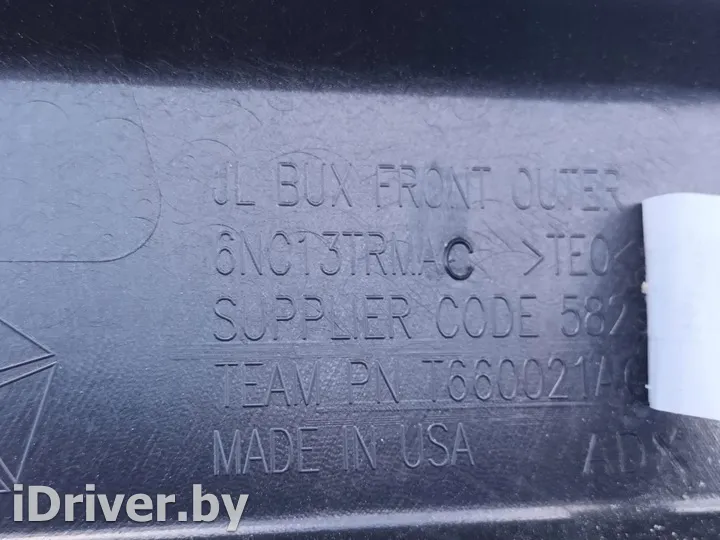 JL BUX FRONT OUTER
6NC13TRMAC >TEO<
SUPPLIER CODE 582
TEAM PN T660021A
MADE IN USA
iDriver.by